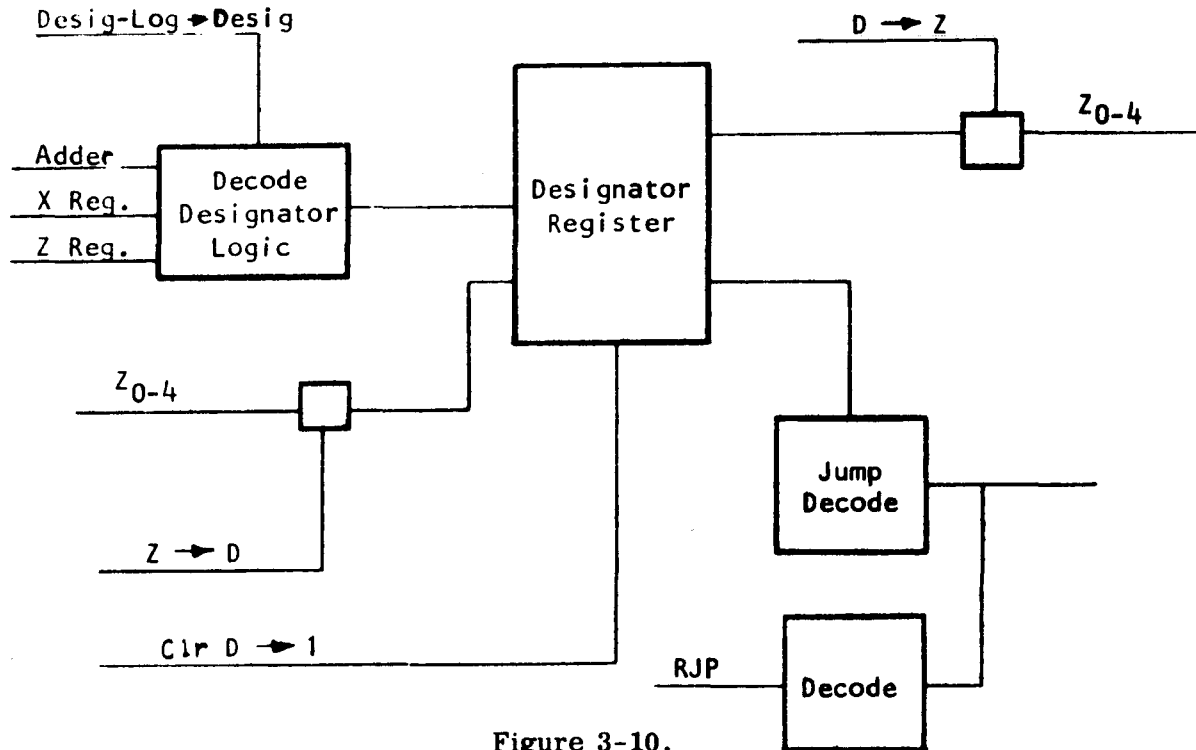 Desig-Log → Desig
D → Z
Z0-4
Adder
X Reg.
Z Reg.
Decode
Designator
Logic
Designator
Register
Z0-4
Jump
Decode
Z → D
Clr D → 1
RJP
Decode
Figure 3-10.